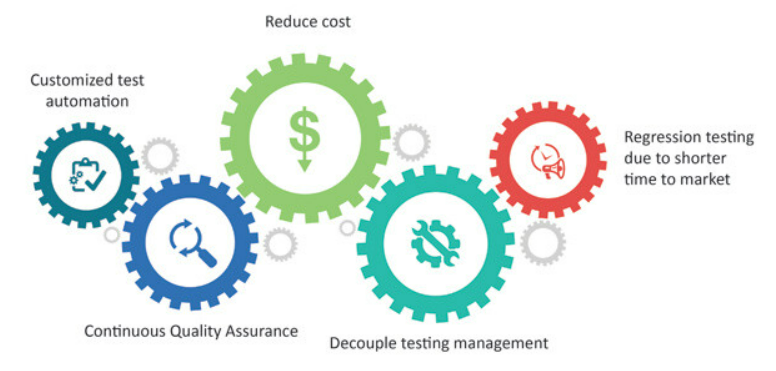 Reduce cost
Customized test
automation
Regression testing
due to shorter
time to market
Continuous Quality Assurance
Decouple testing management